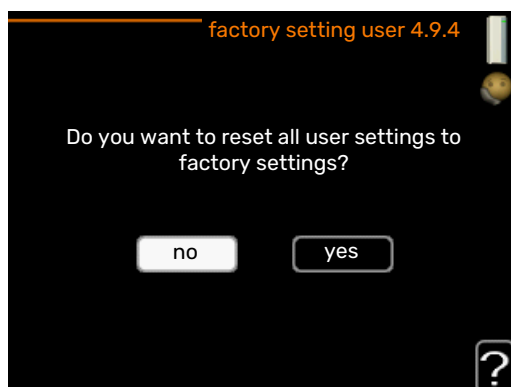 factory setting user 4.9.4
Do you want to reset all user settings to
factory settings?
no
yes
?